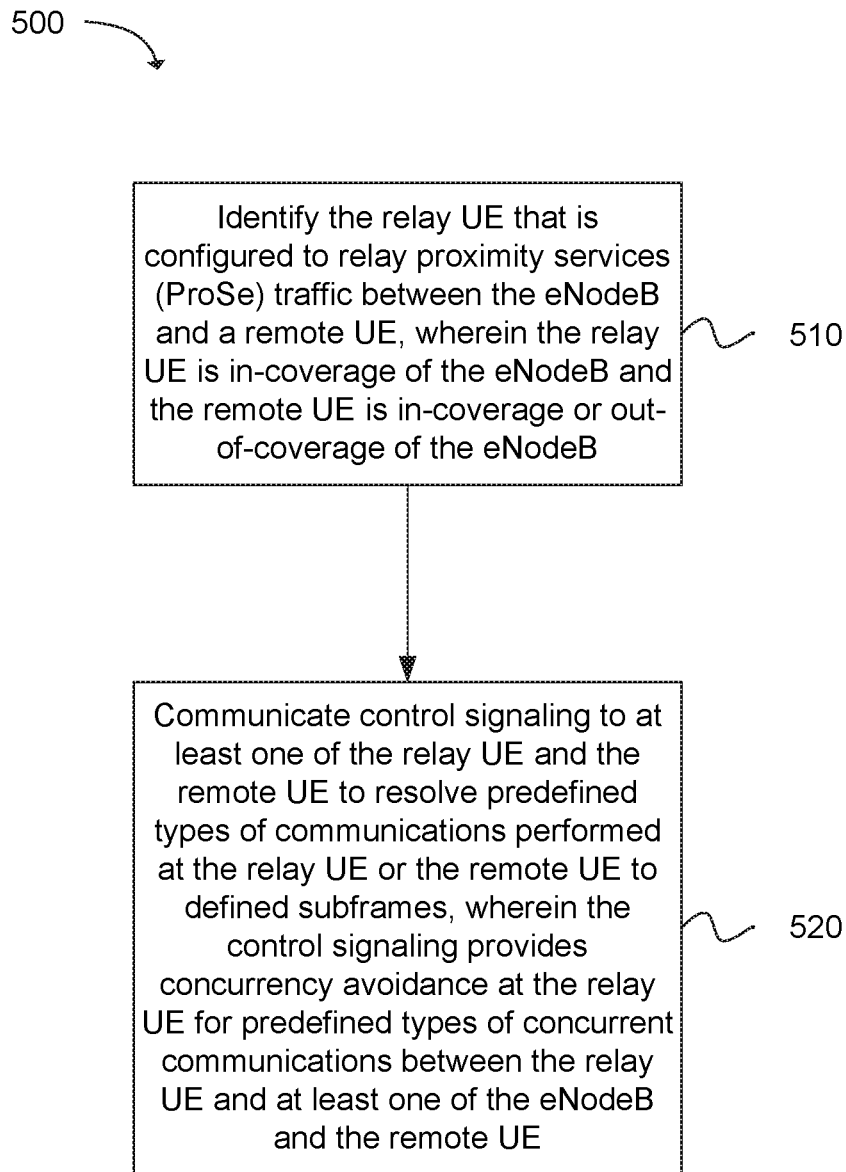 500
Identify the relay UE that is
configured to relay proximity services
(ProSe) traffic between the eNodeB
and a remote UE, wherein the relay
UE is in-coverage of the eNodeB and
the remote UE is in-coverage or out-
of-coverage of the eNodeB
510
Communicate control signaling to at
least one of the relay UE and the
remote UE to resolve predefined
types of communications performed
at the relay UE or the remote UE to
defined subframes, wherein the
control signaling provides
concurrency avoidance at the relay
UE for predefined types of concurrent
communications between the relay
UE and at least one of the eNodeB
and the remote UE
520